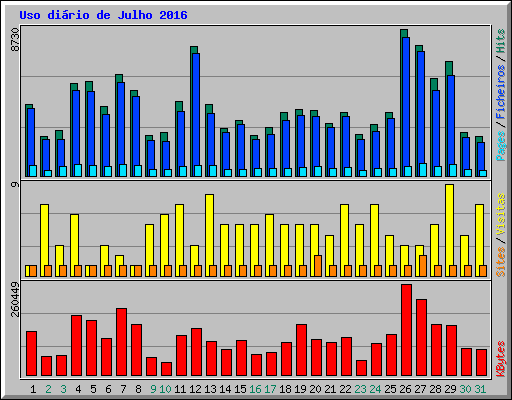 Uso diário de Julho 2016
8730
Pages / Ficheiros / Hits
9
Sites / Visitas
260449
KBytes
1 2 3 4 5 6 7 8 9 10 11 12 13 14 15 16 17 18 19 20 21 22 23 24 25 26 27 28 29 30 31